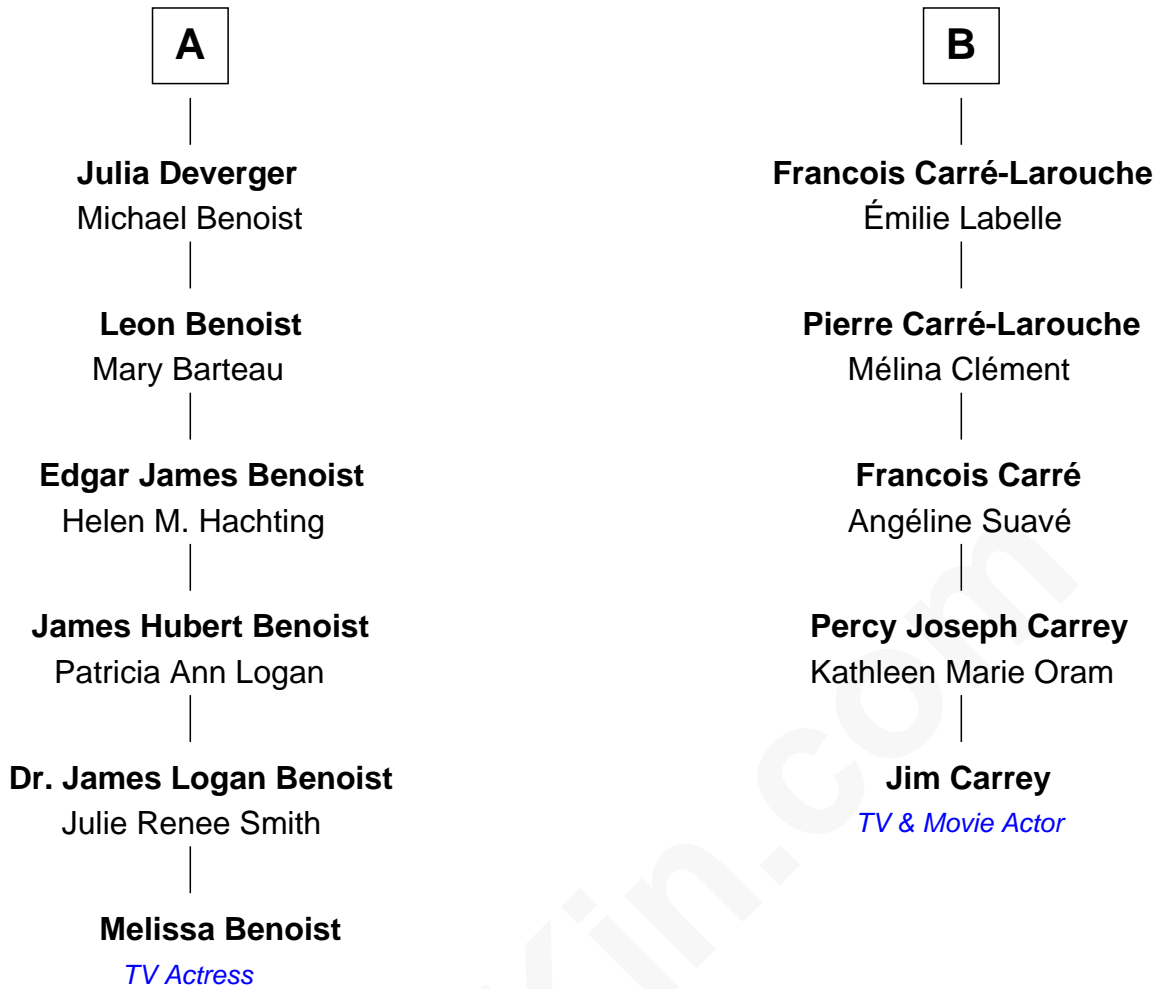 A
Julia Deverger
Michael Benoist
Leon Benoist
Mary Barteau
Edgar James Benoist
Helen M. Hachting
James Hubert Benoist
Patricia Ann Logan
Dr. James Logan Benoist
Julie Renee Smith
Melissa Benoist
TV Actress
B
Francois Carré-Larouche
Émilie Labelle
Pierre Carré-Larouche
Mélina Clément
Francois Carré
Angéline Suavé
Percy Joseph Carrey
Kathleen Marie Oram
Jim Carrey
TV & Movie Actor
Kin.com